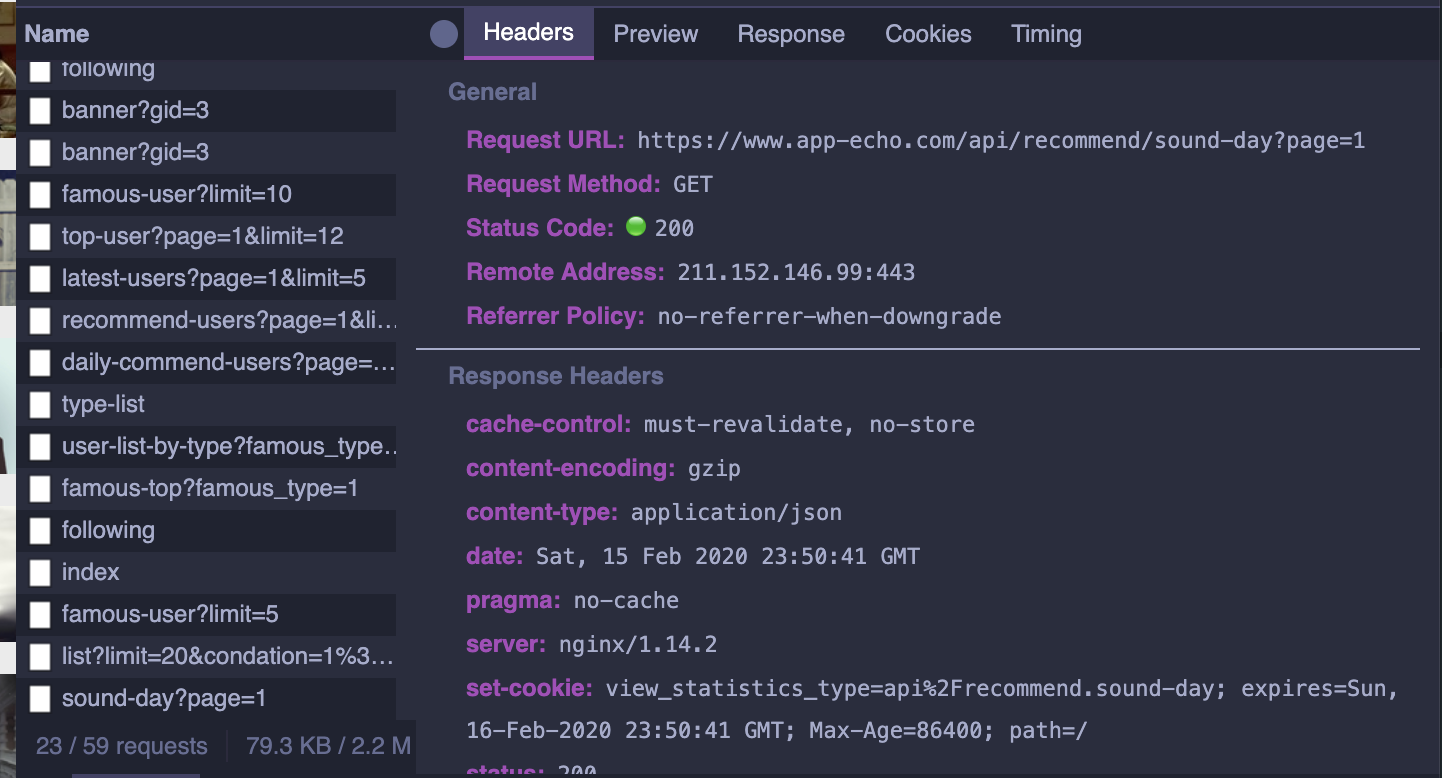 Name
Headers Preview Response Cookies Timing
following
banner?gid=3
banner?gid=3
famous-user?limit=10
top-user?page=1&limit=12
latest-users?page=1&limit=5
recommend-users?page=1&li…
daily-commend-users?page=…
type-list
user-list-by-type?famous_type…
famous-top?famous_type=1
following
index
famous-user?limit=5
list?limit=20&condation=1%3…
sound-day?page=1
23 / 59 requests 79.3 KB / 2.2 M
General
Request URL: https://www.app-echo.com/api/recommend/sound-day?page=1
Request Method: GET
Status Code: 200
Remote Address: 211.152.146.99:443
Referrer Policy: no-referrer-when-downgrade
Response Headers
cache-control: must-revalidate, no-store
content-encoding: gzip
content-type: application/json
date: Sat, 15 Feb 2020 23:50:41 GMT
pragma: no-cache
server: nginx/1.14.2
set-cookie: view_statistics_type=api%2Frecommend.sound-day; expires=Sun,
16-Feb-2020 23:50:41 GMT; Max-Age=86400; path=/
status: 200